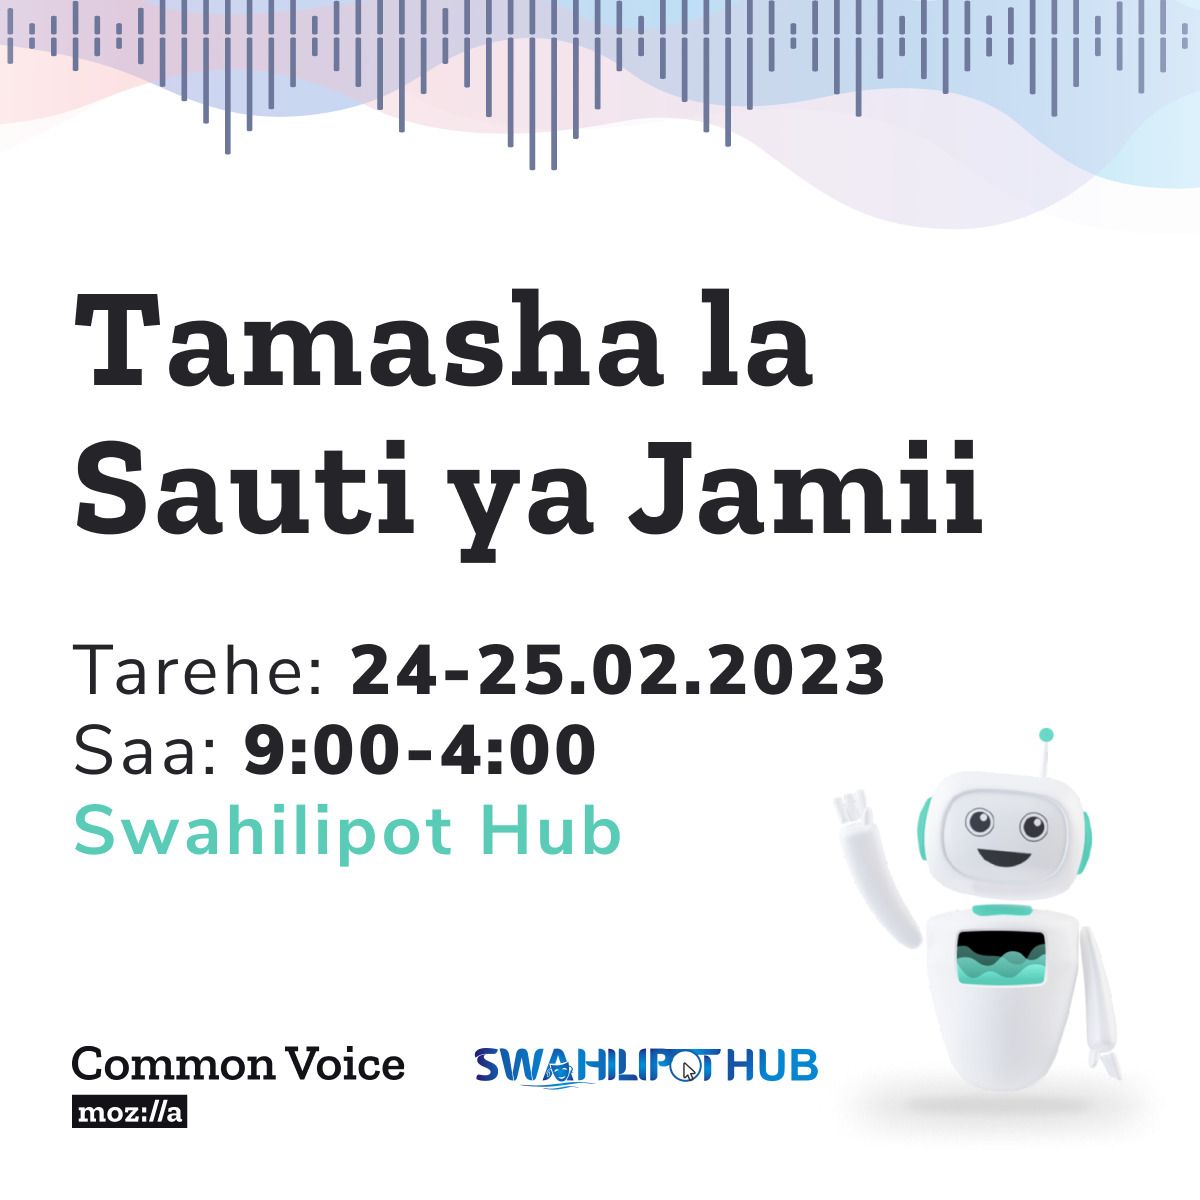 Tamasha la
Sauti ya Jamii
Tarehe: 24-25.02.2023
Saa: 9:00-4:00
Swahilipot Hub
Common Voice
moz://a
SWAHILIPOT HUB